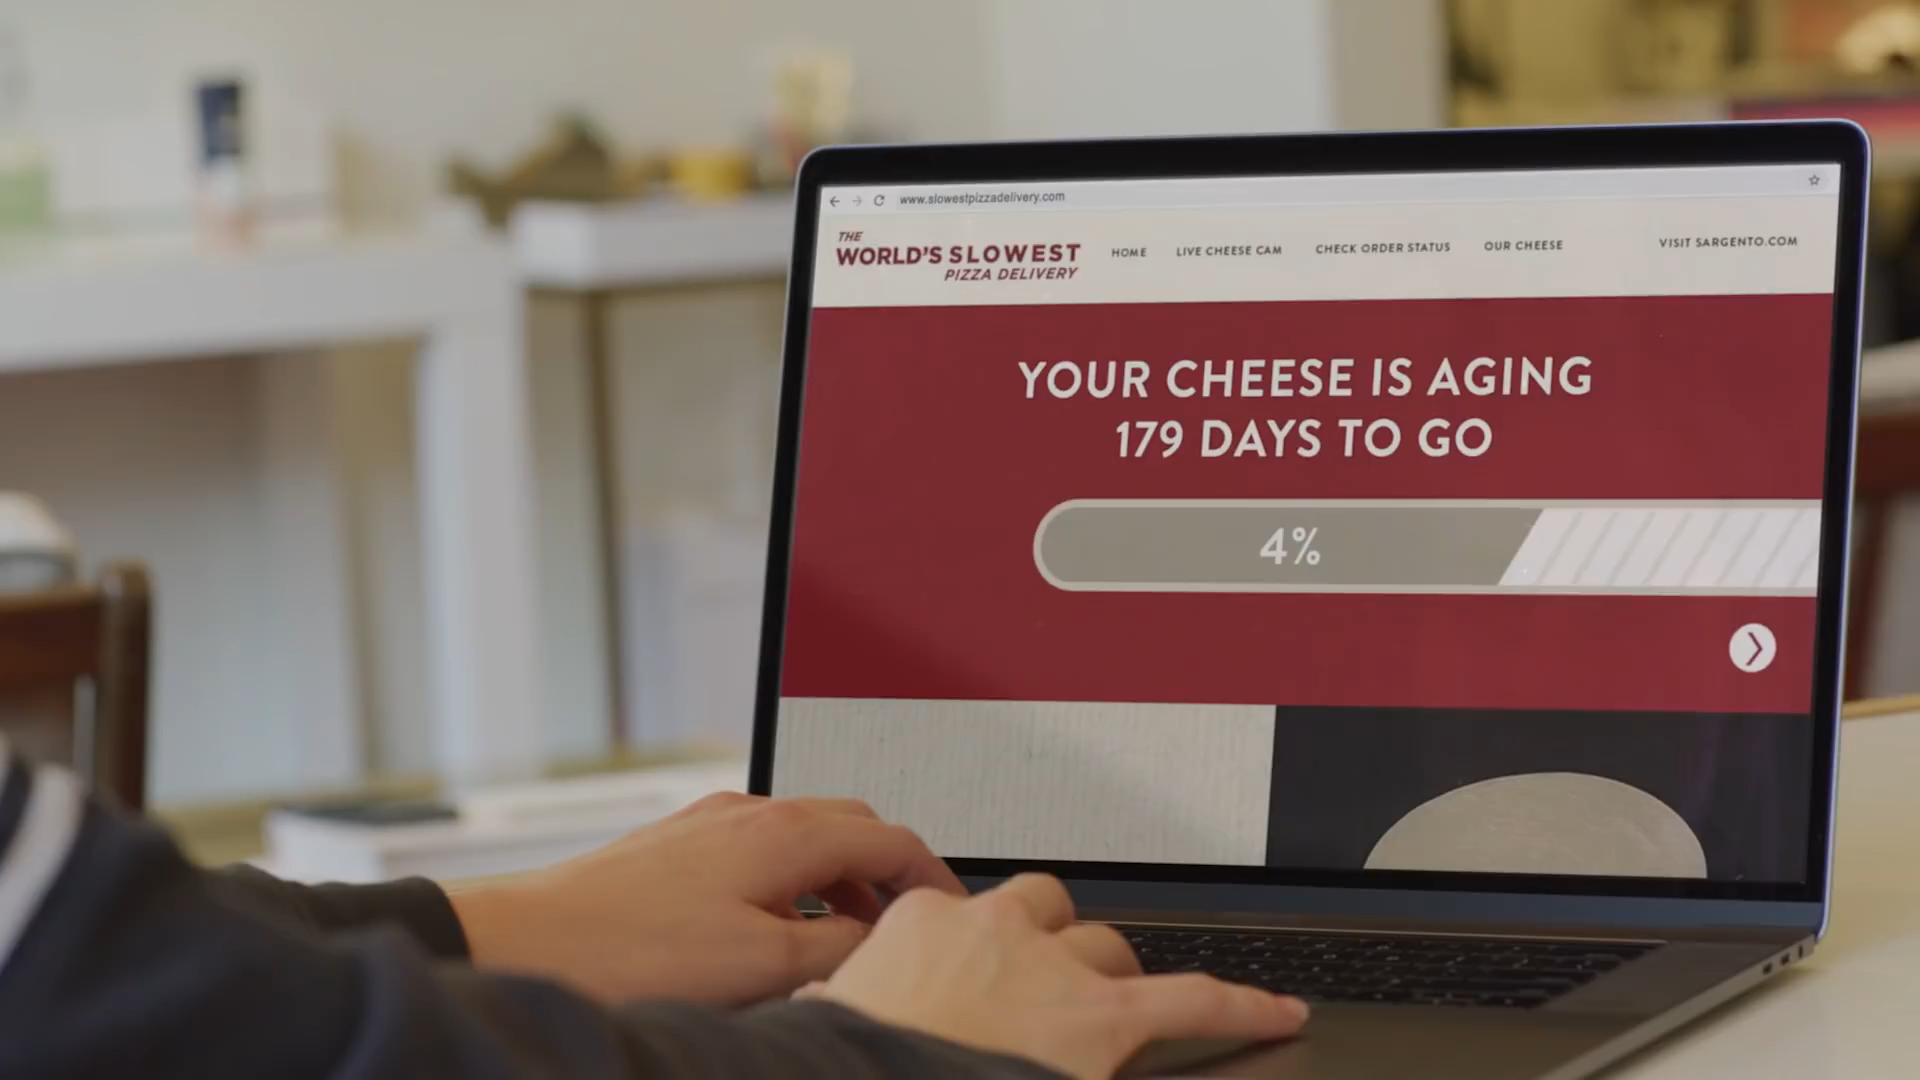 www.slowestpizzadelivery.com
THE
WORLD'S SLOWEST
PIZZA DELIVERY
HOME
LIVE CHEESE CAM
CHECK ORDER STATUS
OUR CHEESE
VISIT SARGENTO.COM
YOUR CHEESE IS AGING
179 DAYS TO GO
4%